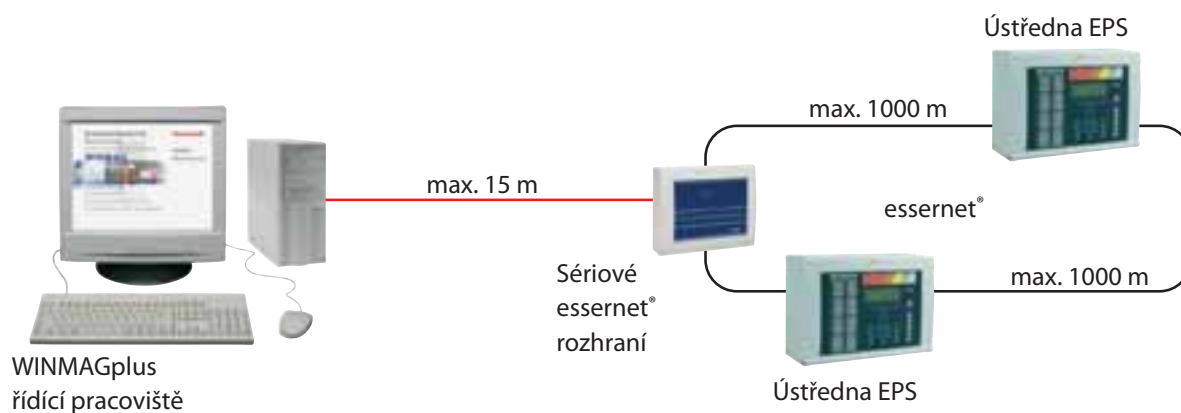 Ústředna EPS
max. 1000 m
max. 15 m
essernet®
Sériové
essernet®
rozhraní
max. 1000 m
WINMAGplus
řídící pracoviště
Ústředna EPS